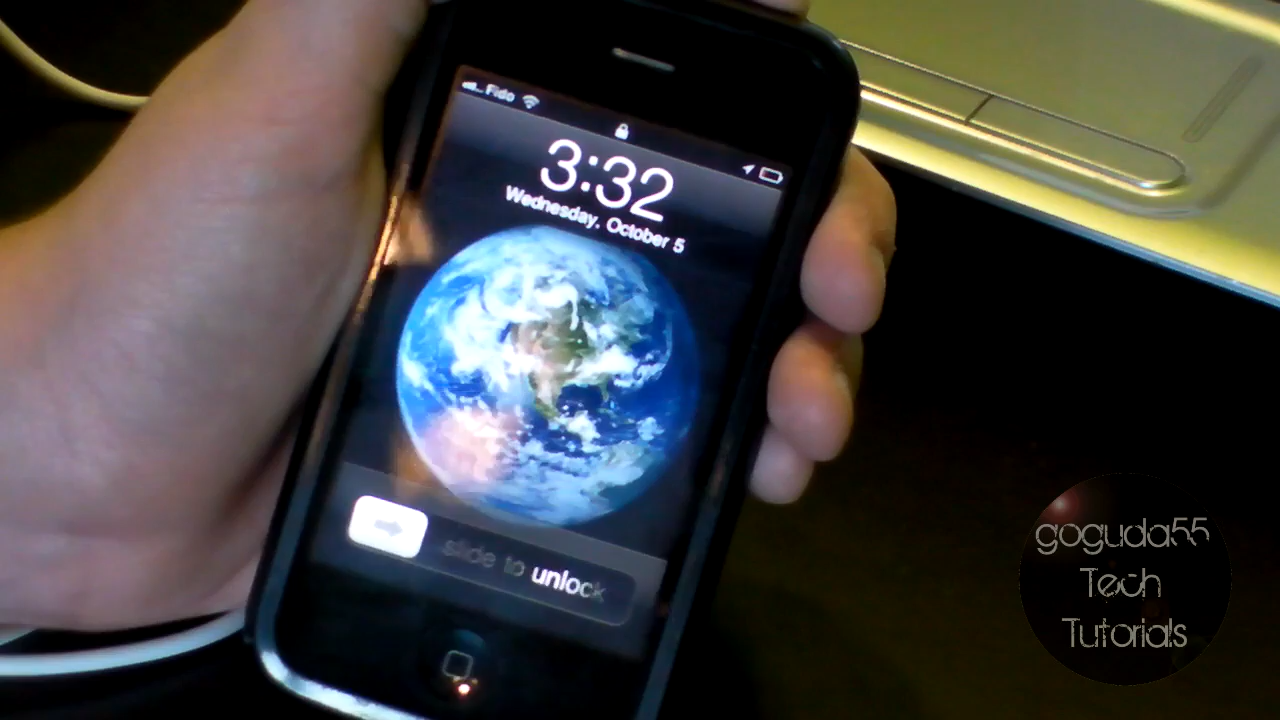 Fido
3:32
Wednesday, October 5
slide to unlock
goguda55
Tech
Tutorials